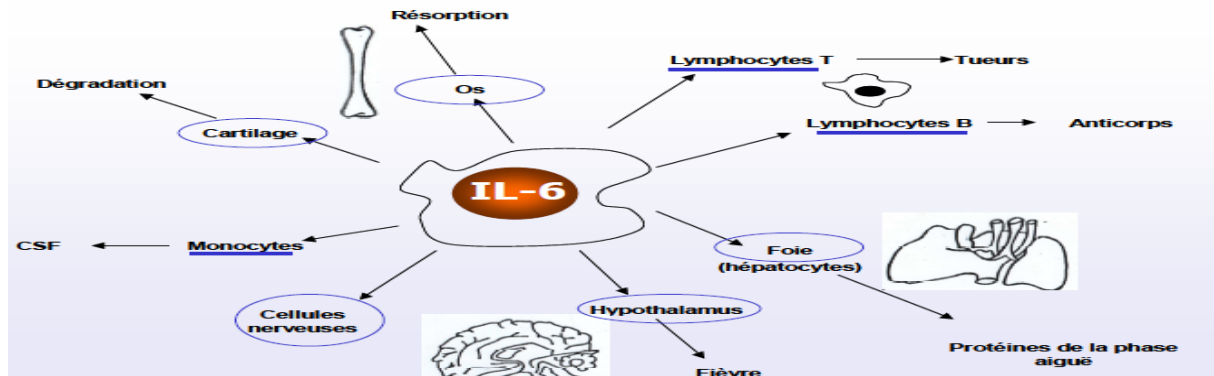 Résorption
Lymphocytes T
Tueurs
Dégradation
Os
Lymphocytes B
Anticorps
Cartilage
IL-6
CSF
Monocytes
Foie
(hépatocytes)
Cellules
nerveuses
Hypothalamus
Protéines de la phase
aiguë
Fièvre